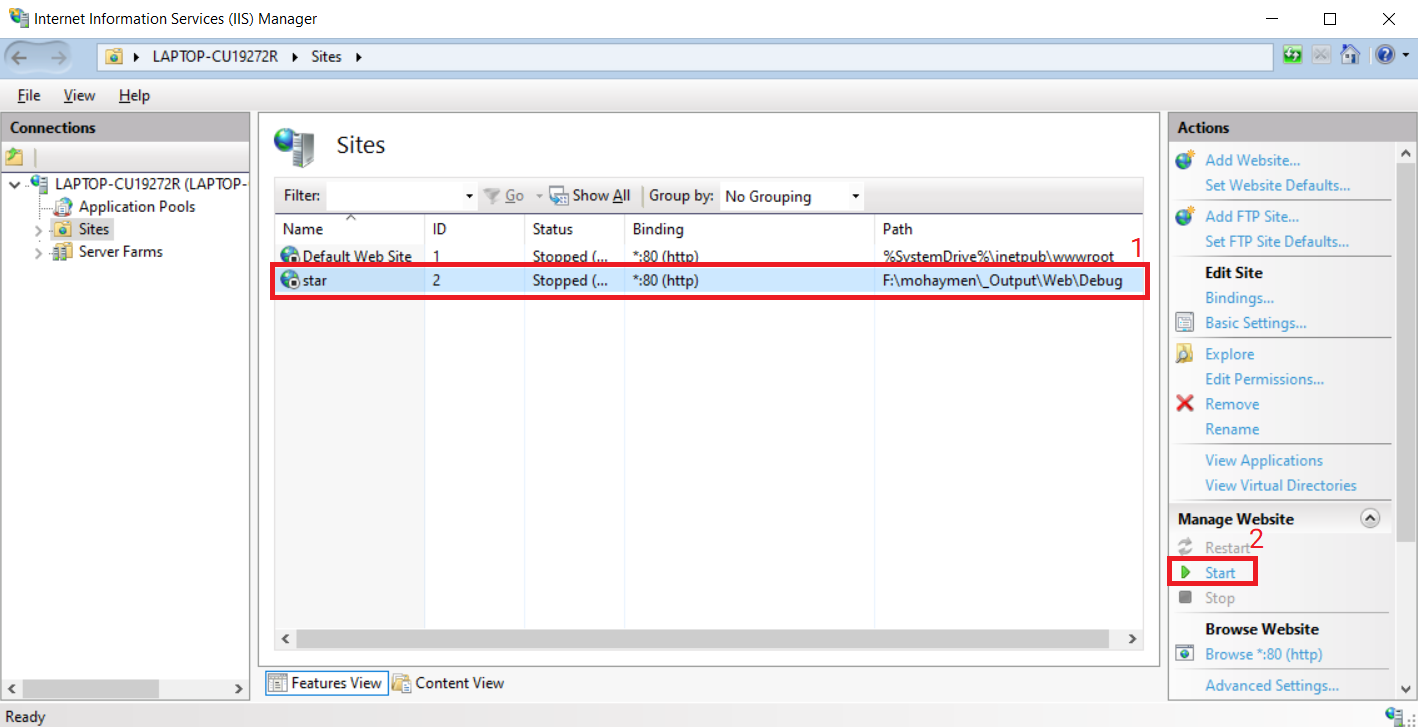 Internet Information Services (IIS) Manager
LAPTOP-CU19272R Sites
File View Help
Connections
LAPTOP-CU19272R (LAPTOP-
Application Pools
Sites
Server Farms
Sites
Filter: Go Show All Group by: No Grouping
Name ID Status Binding Path
1
Default Web Site 1 Stopped (... *:80 (http) %SystemDrive%\inetpub\wwwroot
star 2 Stopped (... *:80 (http) F:\mohaymen\_Output\Web\Debug
Features View Content View
Actions
Add Website...
Set Website Defaults...
Add FTP Site...
Set FTP Site Defaults...
Edit Site
Bindings...
Basic Settings...
Explore
Edit Permissions...
Remove
Rename
View Applications
View Virtual Directories
Manage Website
Restart
2
Start
Stop
Browse Website
Browse *:80 (http)
Advanced Settings...
Ready